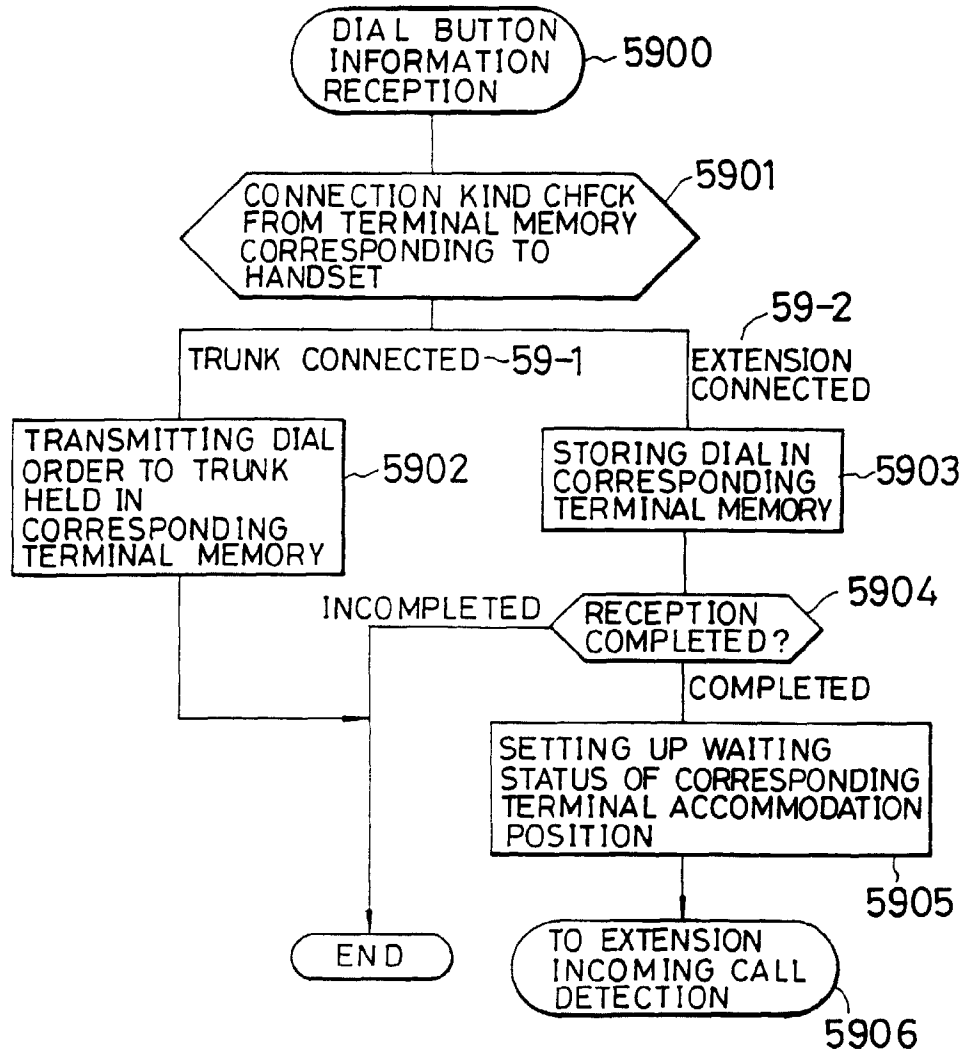 DIAL BUTTON
INFORMATION
RECEPTION
5900
CONNECTION KIND CHFCK
FROM TERMINAL MEMORY
CORRESPONDING TO
HANDSET
5901
TRUNK CONNECTED
59-1
59-2
EXTENSION
CONNECTED
TRANSMITTING DIAL
ORDER TO TRUNK
HELD IN
CORRESPONDING
TERMINAL MEMORY
5902
STORING DIAL IN
CORRESPONDING
TERMINAL MEMORY
5903
INCOMPLETED
RECEPTION
COMPLETED?
5904
COMPLETED
SETTING UP WAITING
STATUS OF CORRESPONDING
TERMINAL ACCOMMODATION
POSITION
5905
END
TO EXTENSION
INCOMING CALL
DETECTION
5906